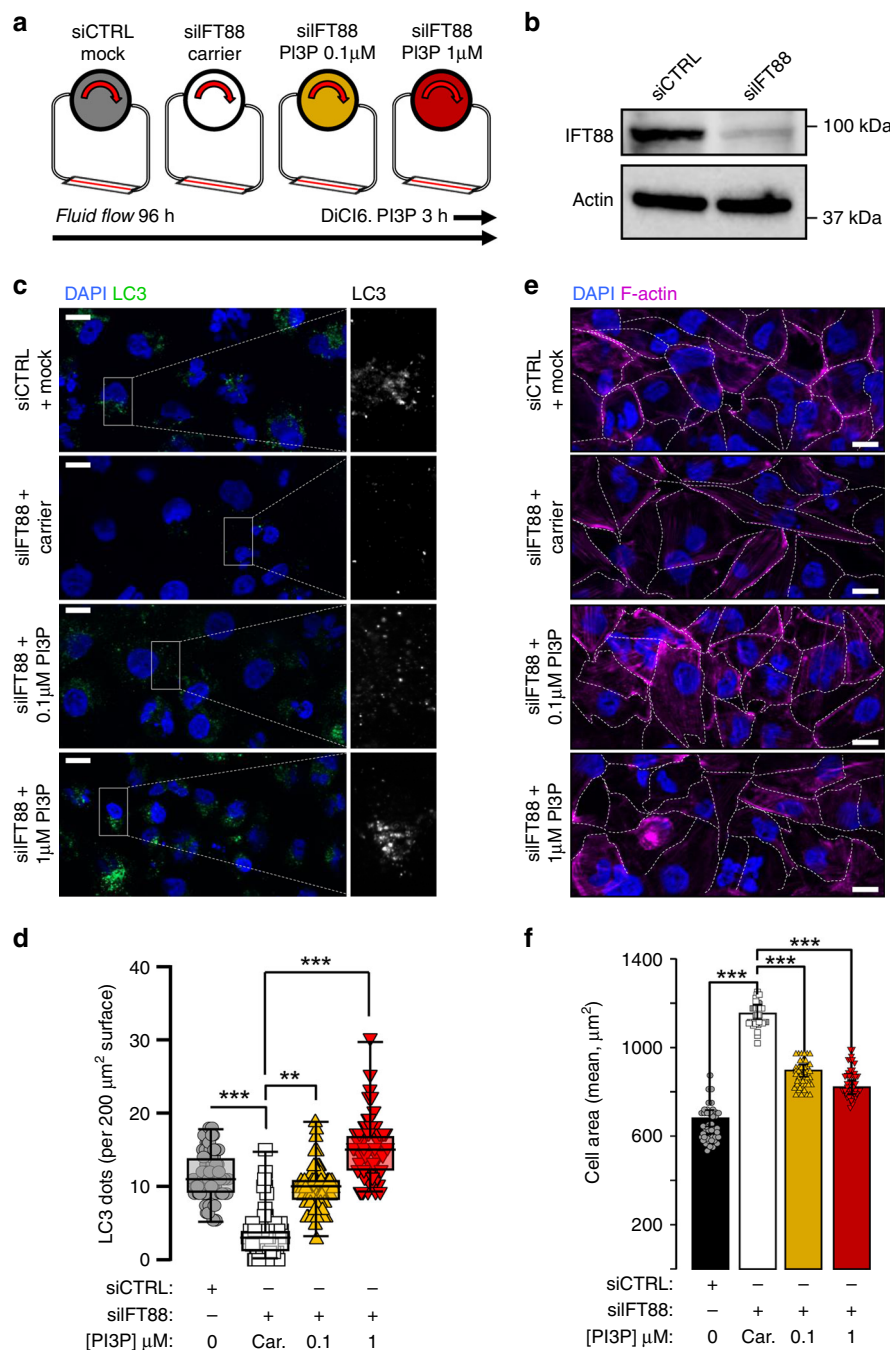 a
siCTRL
mock
siIFT88
carrier
siIFT88
PI3P 0.1μM
siIFT88
PI3P 1μM
Fluid flow 96 h
DiCl6. PI3P 3 h
b
siCTRL
siIFT88
IFT88
100 kDa
Actin
37 kDa
c
DAPI LC3
LC3
siCTRL
+ mock
siIFT88 +
carrier
siIFT88 +
0.1μM PI3P
siIFT88 +
1μM PI3P
e
DAPI F-actin
siCTRL
+ mock
siIFT88 +
carrier
siIFT88 +
0.1μM PI3P
siIFT88 +
1μM PI3P
d
LC3 dots (per 200 μm² surface)
40
30
20
10
0
***
**
***
siCTRL: + – – –
siIFT88: – + + +
[PI3P] μM: 0 Car. 0.1 1
f
Cell area (mean, μm²)
1400
1000
600
200
***
***
***
siCTRL: + – – –
siIFT88: – + + +
[PI3P] μM: 0 Car. 0.1 1